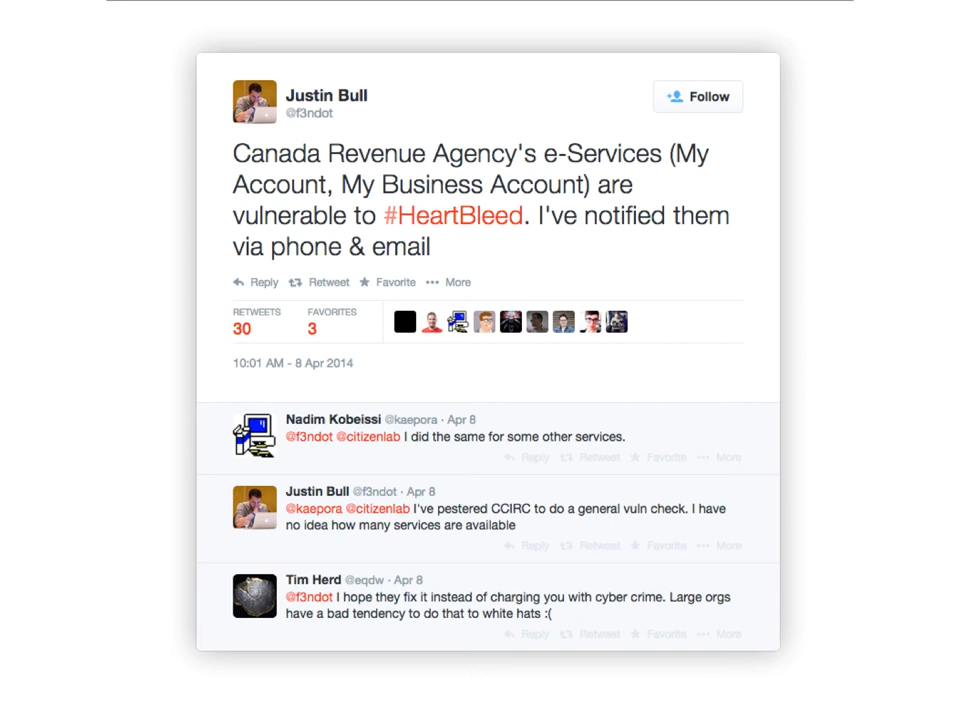 Justin Bull
@f3ndot
Follow
Canada Revenue Agency's e-Services (My
Account, My Business Account) are
vulnerable to #HeartBleed. I've notified them
via phone & email
Reply Retweet Favorite More
RETWEETS FAVORITES
30 3
10:01 AM - 8 Apr 2014
Nadim Kobeissi @kaepora · Apr 8
@f3ndot @citizenlab I did the same for some other services.
Reply Retweet Favorite More
Justin Bull @f3ndot · Apr 8
@kaepora @citizenlab I've pestered CCIRC to do a general vuln check. I have
no idea how many services are available
Reply Retweet Favorite More
Tim Herd @eqdw · Apr 8
@f3ndot I hope they fix it instead of charging you with cyber crime. Large orgs
have a bad tendency to do that to white hats :(
Reply Retweet Favorite More